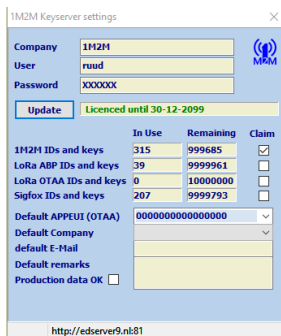 1M2M Keyserver settings
Company 1M2M
User ruud
Password XXXXXX
M2M
Update Licenced until 30-12-2099
In Use Remaining Claim
1M2M IDs and keys 315 999685
LoRa ABP IDs and keys 39 9999961
LoRa OTAA IDs and keys 0 10000000
Sigfox IDs and keys 207 9999793
Default APPEUI (OTAA) 0000000000000000
Default Company
default E-Mail
Default remarks
Production data OK
http://edserver9.nl:81